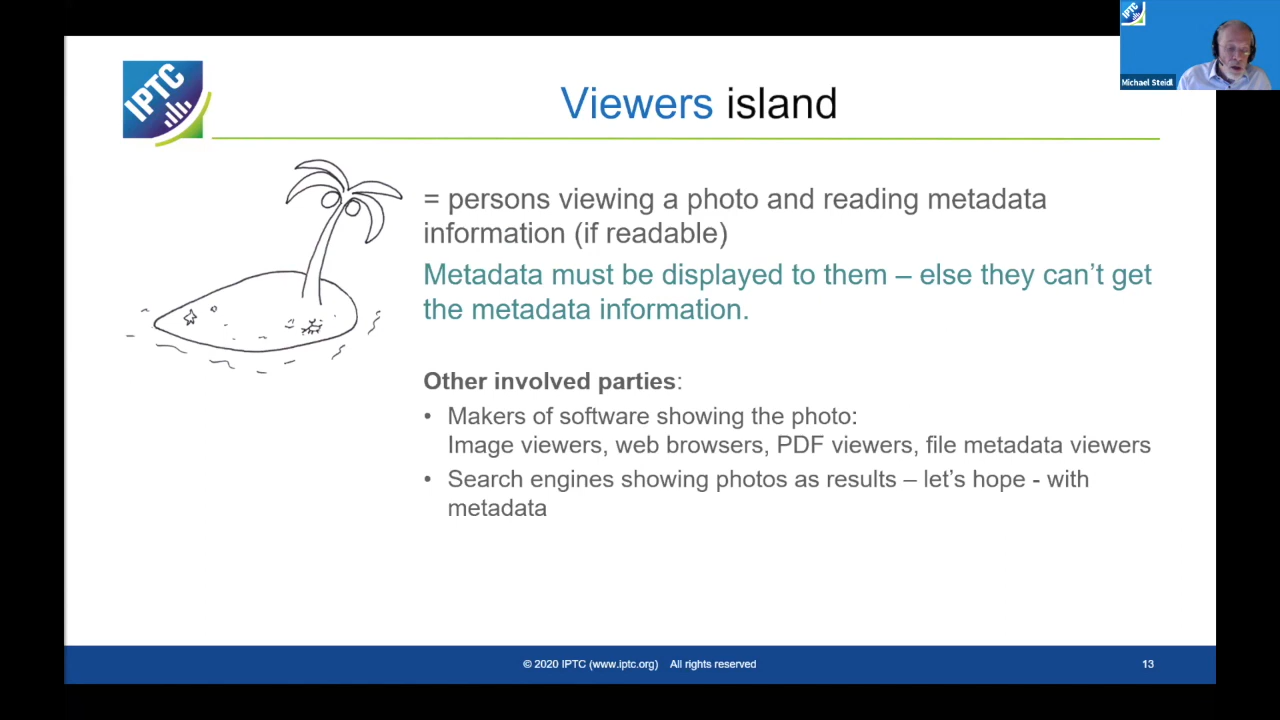 IPTC
Michael Steidl
IPTC
Viewers island
= persons viewing a photo and reading metadata
information (if readable)
Metadata must be displayed to them – else they can't get
the metadata information.
Other involved parties:
• Makers of software showing the photo:
Image viewers, web browsers, PDF viewers, file metadata viewers
• Search engines showing photos as results – let's hope - with
metadata
© 2020 IPTC (www.iptc.org) All rights reserved
13